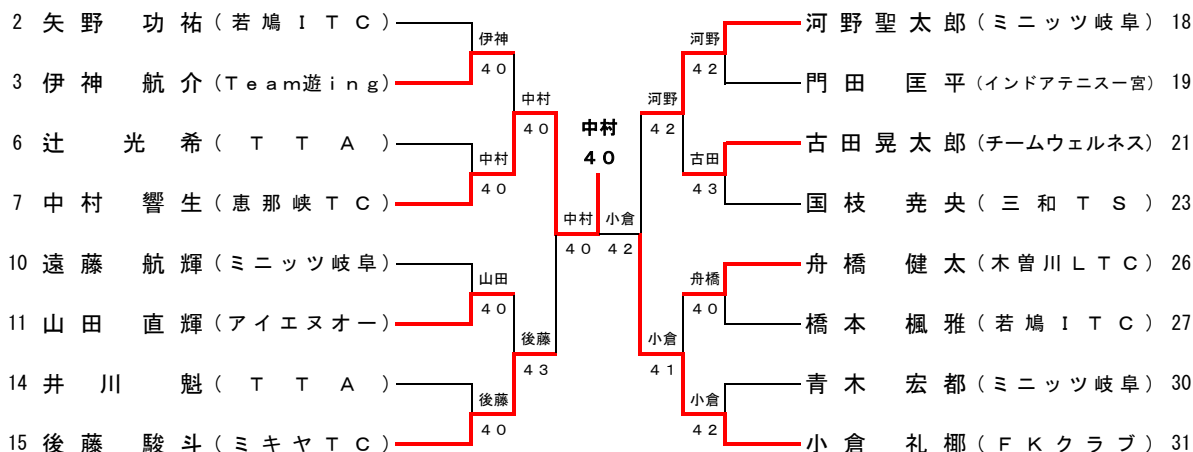 2 矢野 功祐(若鳩ITC)
3 伊神 航介(Team遊ing)
6 辻 光希(TTA)
7 中村 響生(恵那峡TC)
10 遠藤 航輝(ミニッツ岐阜)
11 山田 直輝(アイエヌオー)
14 井川 魁(TTA)
15 後藤 駿斗(ミキヤTC)
伊神
40
中村
40
山田
40
後藤
40
中村
40
後藤
43
中村
40
中村
40
小倉
42
河野
42
小倉
41
河野
42
古田
43
舟橋
40
小倉
42
河野聖太郎(ミニッツ岐阜) 18
門田 匡平(インドアテニス一宮) 19
古田晃太郎(チームウェルネス) 21
国枝 尭央(三和TS) 23
舟橋 健太(木曽川LTC) 26
橋本 楓雅(若鳩ITC) 27
青木 宏都(ミニッツ岐阜) 30
小倉 礼椰(FKクラブ) 31